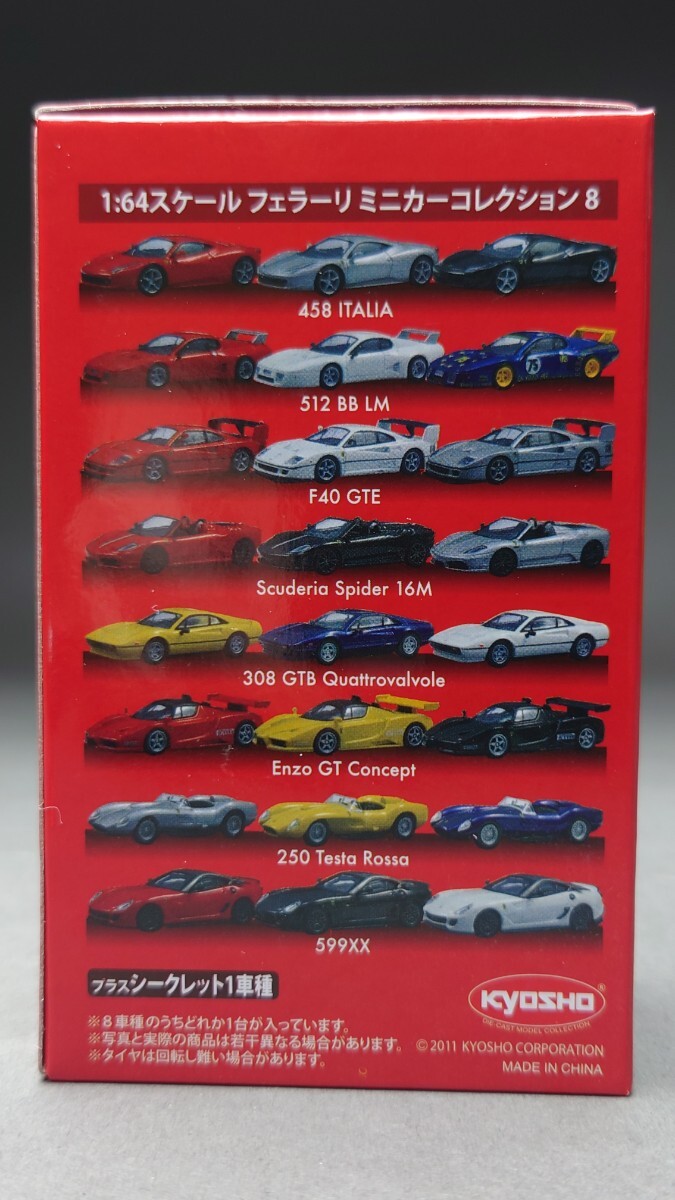 1:64スケール フェラーリ ミニカーコレクション 8
458 ITALIA
75
512 BB LM
F40 GTE
Scuderia Spider 16M
308 GTB Quattrovalvole
Enzo GT Concept
250 Testa Rossa
599XX
プラスシークレット1車種
KYOSHO®
DIE-CAST MODEL COLLECTION
※8車種のうちどれか1台が入っています。
※写真と実際の商品は若干異なる場合があります。
※タイヤは回転し難い場合があります。
© 2011 KYOSHO CORPORATION
MADE IN CHINA